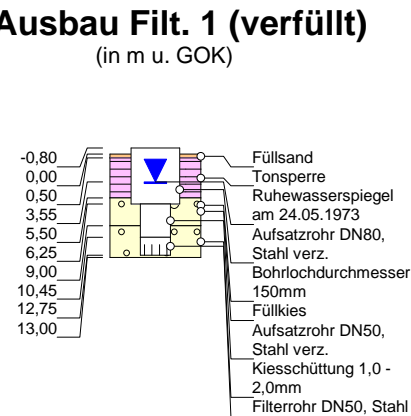 Ausbau Filt. 1 (verfüllt)
(in m u. GOK)
-0,80
0,00
0,50
3,55
5,50
6,25
9,00
10,45
12,75
13,00
Füllsand
Tonsperre
Ruhewasserspiegel
am 24.05.1973
Aufsatzrohr DN80,
Stahl verz.
Bohrlochdurchmesser
150mm
Füllkies
Aufsatzrohr DN50,
Stahl verz.
Kiesschüttung 1,0 -
2,0mm
Filterrohr DN50, Stahl